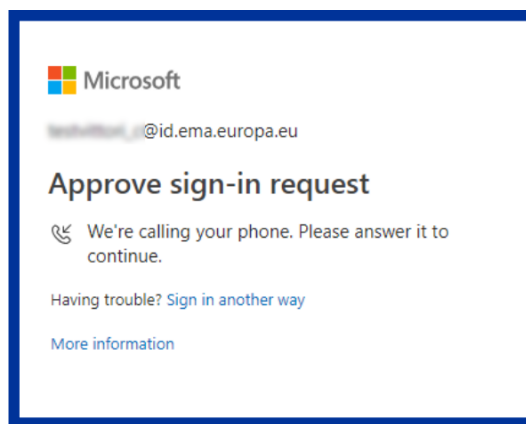 Microsoft
@id.ema.europa.eu
Approve sign-in request
We're calling your phone. Please answer it to
continue.
Having trouble? Sign in another way
More information